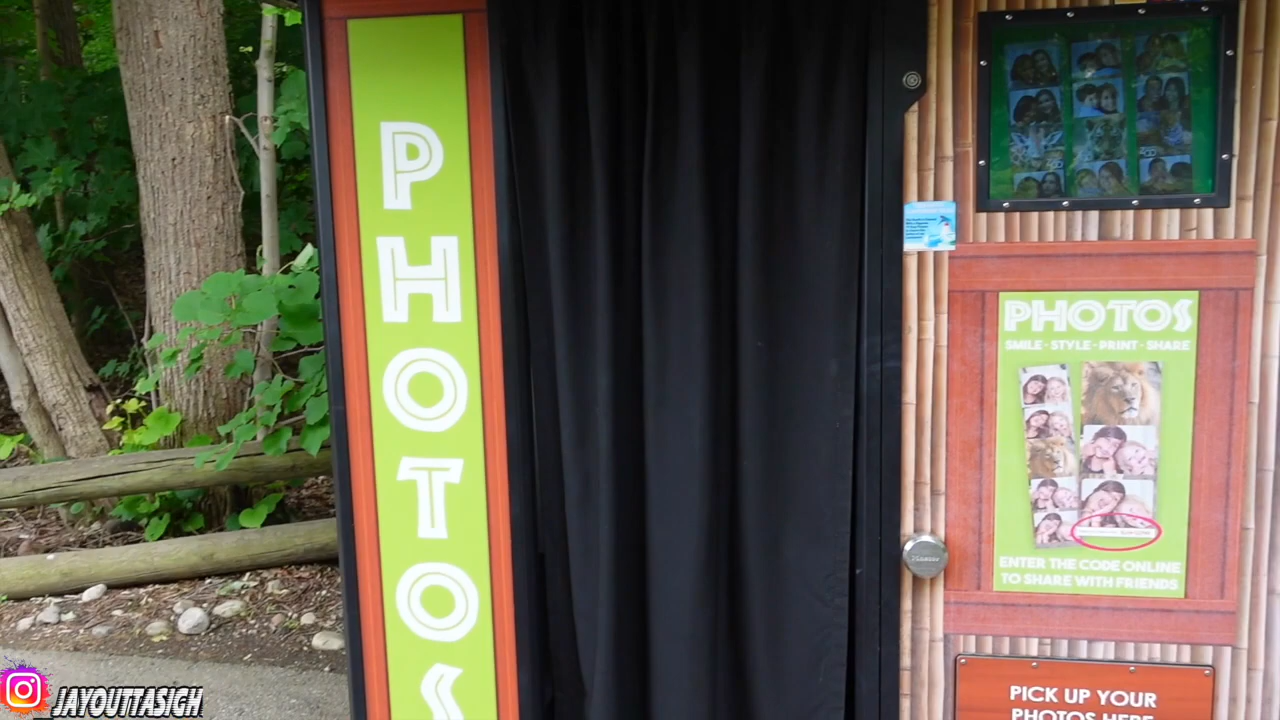 PHOTOS
PHOTOS
SMILE - STYLE - PRINT - SHARE
ENTER THE CODE ONLINE
TO SHARE WITH FRIENDS
PICK UP YOUR
PHOTOS HERE
JAYOUTTASIGH